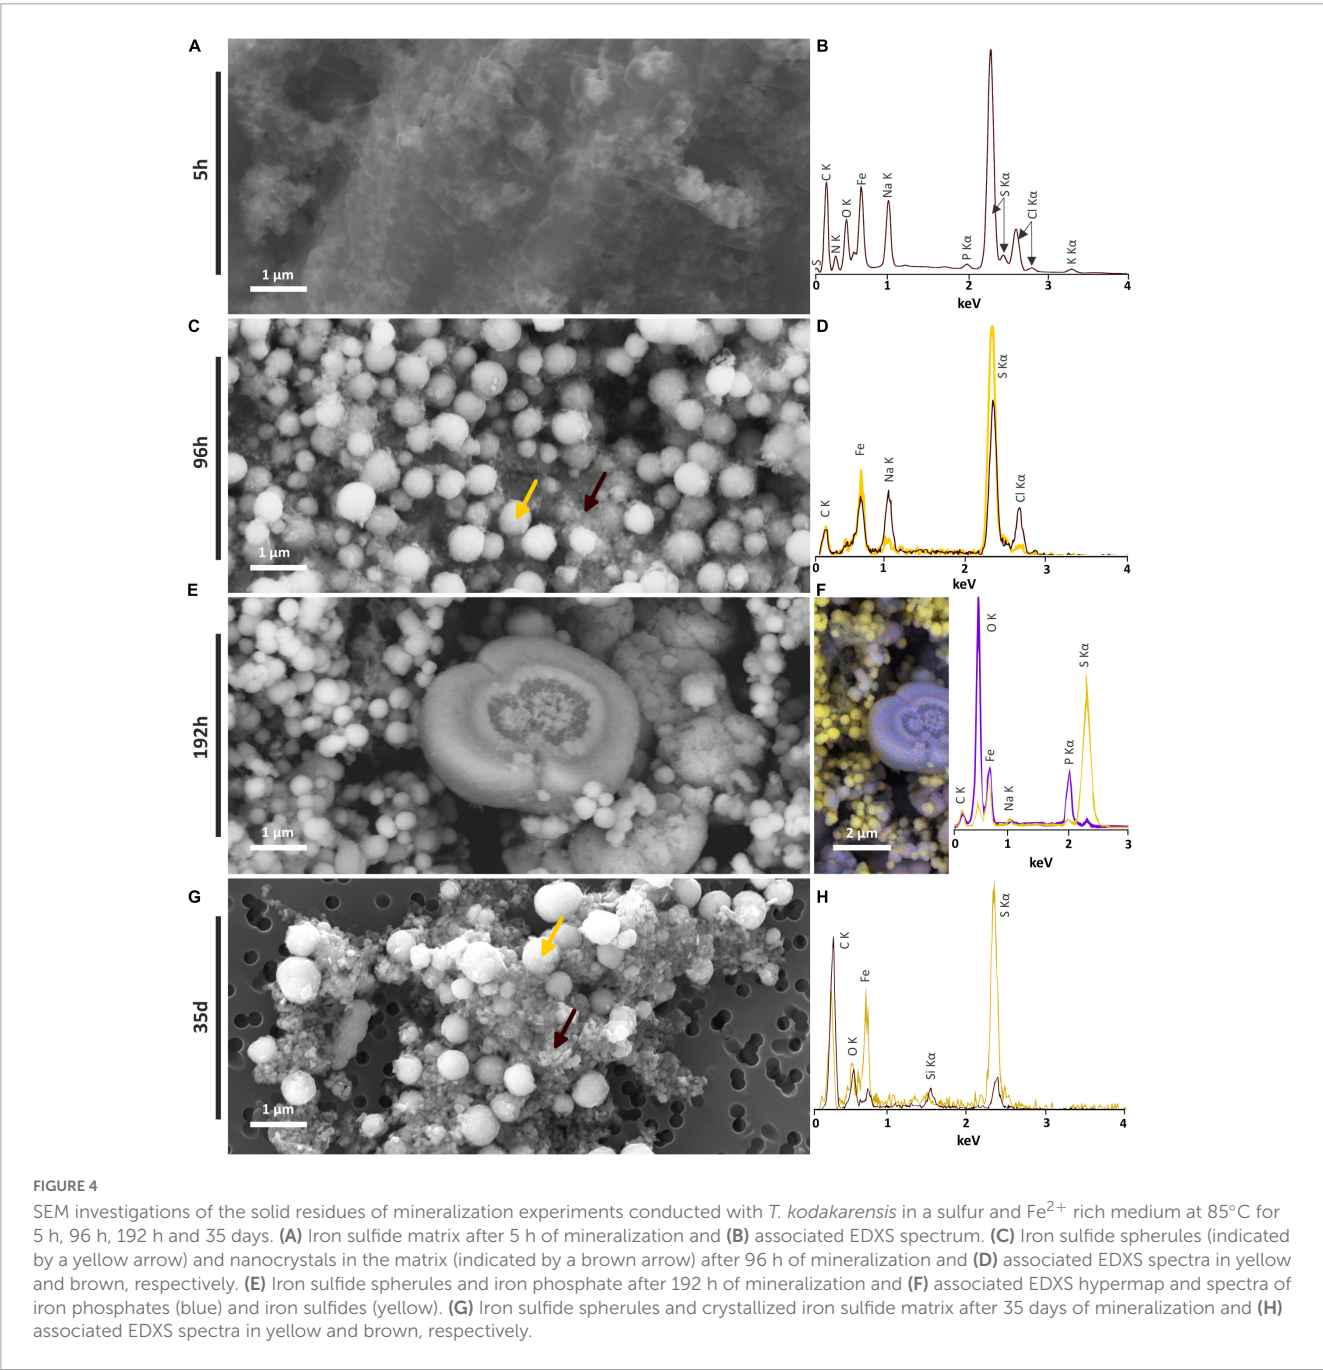 A
5h
1 µm
B
S
C K
N K
O K
Fe
Na K
P Kα
S Kα
Cl Kα
K Kα
0 1 2 3 4
keV
C
96h
1 µm
D
C K
Fe
Na K
S Kα
Cl Kα
0 1 2 3 4
keV
E
192h
1 µm
F
2 µm
C K
O K
Fe
Na K
P Kα
S Kα
0 1 2 3
keV
G
35d
1 µm
H
C K
O K
Fe
Si Kα
S Kα
0 1 2 3 4
keV
FIGURE 4
SEM investigations of the solid residues of mineralization experiments conducted with T. kodakarensis in a sulfur and Fe²⁺ rich medium at 85°C for
5 h, 96 h, 192 h and 35 days. (A) Iron sulfide matrix after 5 h of mineralization and (B) associated EDXS spectrum. (C) Iron sulfide spherules (indicated
by a yellow arrow) and nanocrystals in the matrix (indicated by a brown arrow) after 96 h of mineralization and (D) associated EDXS spectra in yellow
and brown, respectively. (E) Iron sulfide spherules and iron phosphate after 192 h of mineralization and (F) associated EDXS hypermap and spectra of
iron phosphates (blue) and iron sulfides (yellow). (G) Iron sulfide spherules and crystallized iron sulfide matrix after 35 days of mineralization and (H)
associated EDXS spectra in yellow and brown, respectively.